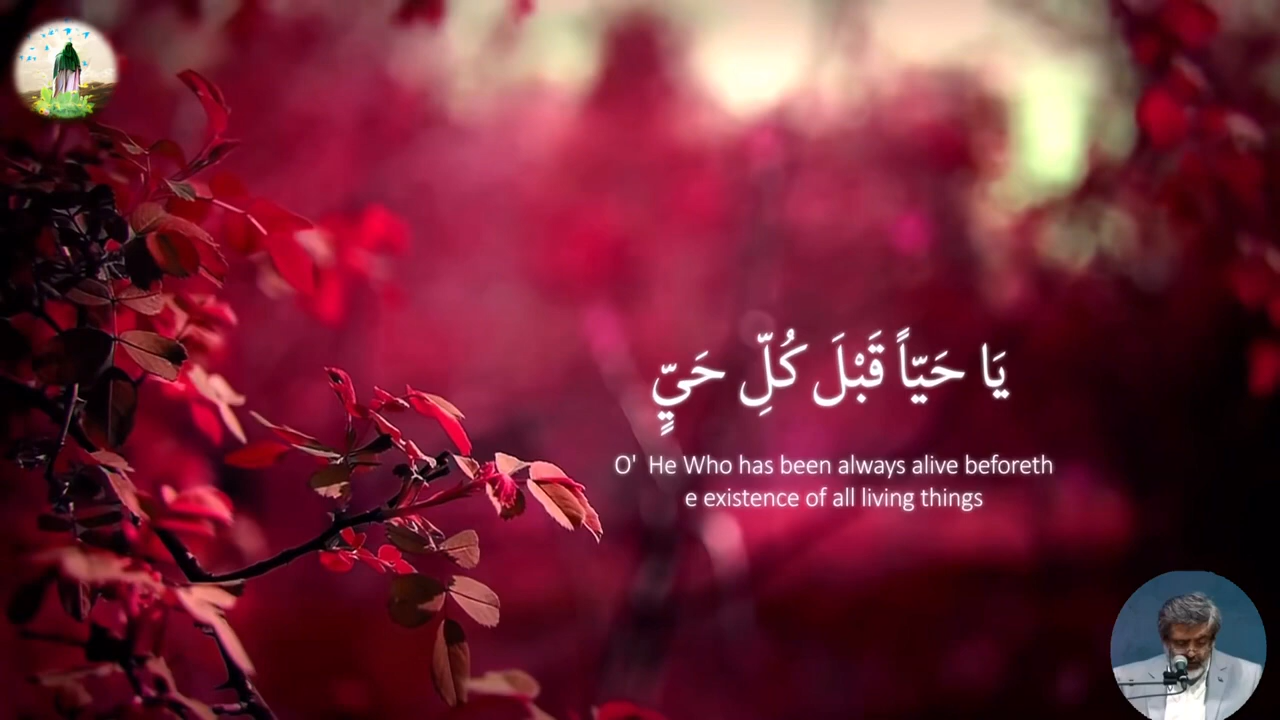 يَا حَيّاً قَبْلَ كُلِّ حَيٍّ
O'  He Who has been always alive beforeth
e existence of all living things